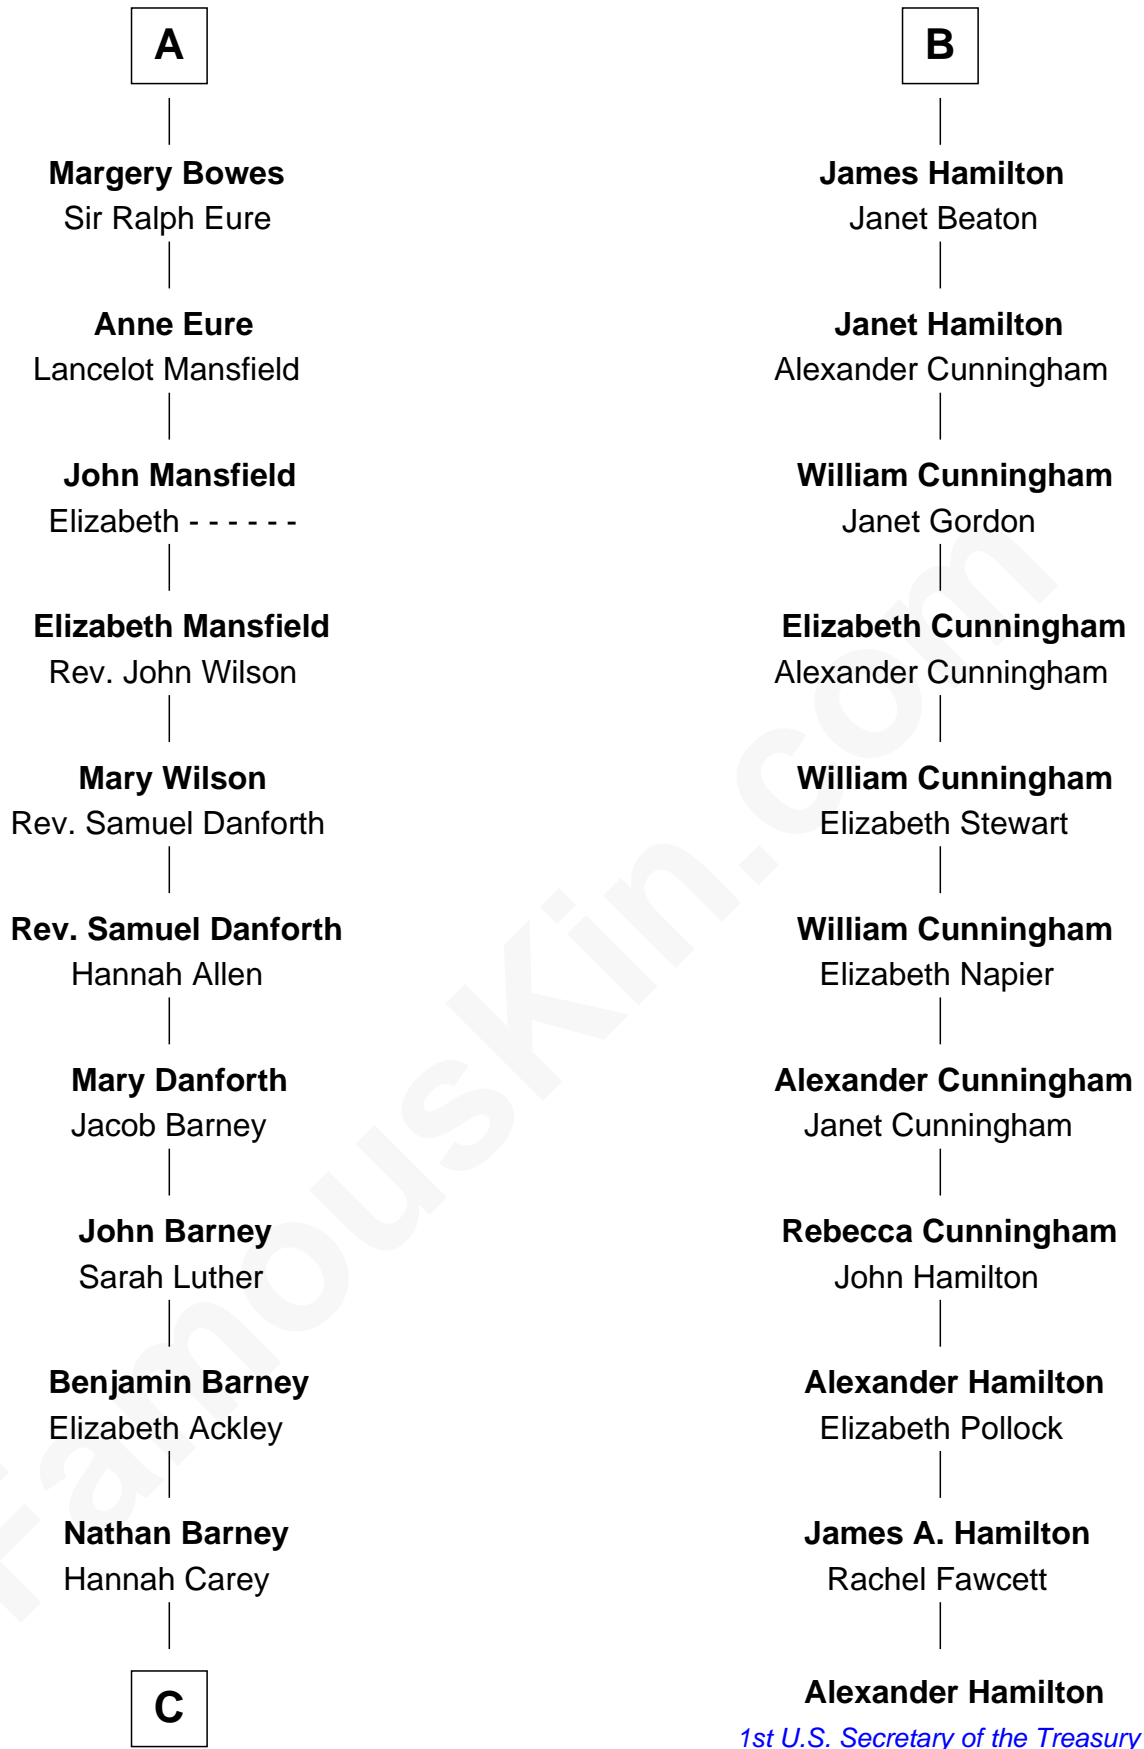 A
Margery Bowes
Sir Ralph Eure
Anne Eure
Lancelot Mansfield
John Mansfield
Elizabeth - - - - - -
Elizabeth Mansfield
Rev. John Wilson
Mary Wilson
Rev. Samuel Danforth
Rev. Samuel Danforth
Hannah Allen
Mary Danforth
Jacob Barney
John Barney
Sarah Luther
Benjamin Barney
Elizabeth Ackley
Nathan Barney
Hannah Carey
C
B
James Hamilton
Janet Beaton
Janet Hamilton
Alexander Cunningham
William Cunningham
Janet Gordon
Elizabeth Cunningham
Alexander Cunningham
William Cunningham
Elizabeth Stewart
William Cunningham
Elizabeth Napier
Alexander Cunningham
Janet Cunningham
Rebecca Cunningham
John Hamilton
Alexander Hamilton
Elizabeth Pollock
James A. Hamilton
Rachel Fawcett
Alexander Hamilton
1st U.S. Secretary of the Treasury
FamousKin.com